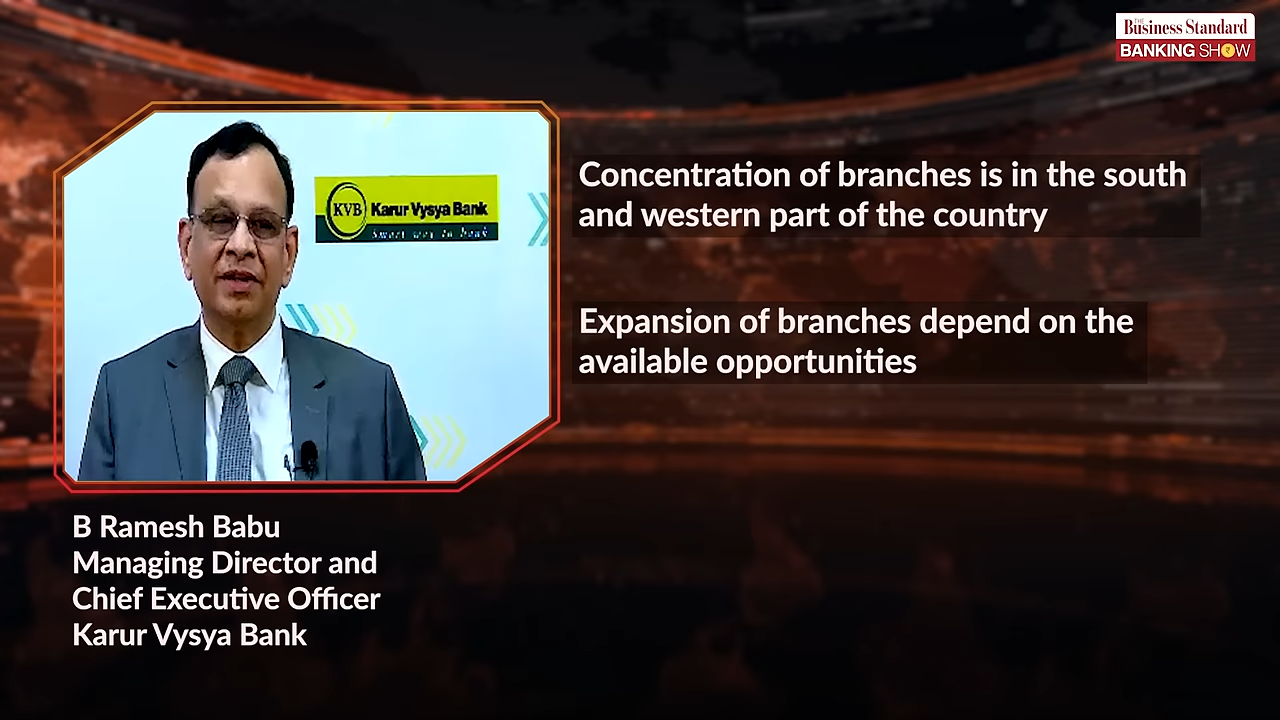 THE
Business Standard
BANKING SHOW
KVB Karur Vysya Bank
Smart way to bank
Concentration of branches is in the south
and western part of the country
Expansion of branches depend on the
available opportunities
B Ramesh Babu
Managing Director and
Chief Executive Officer
Karur Vysya Bank